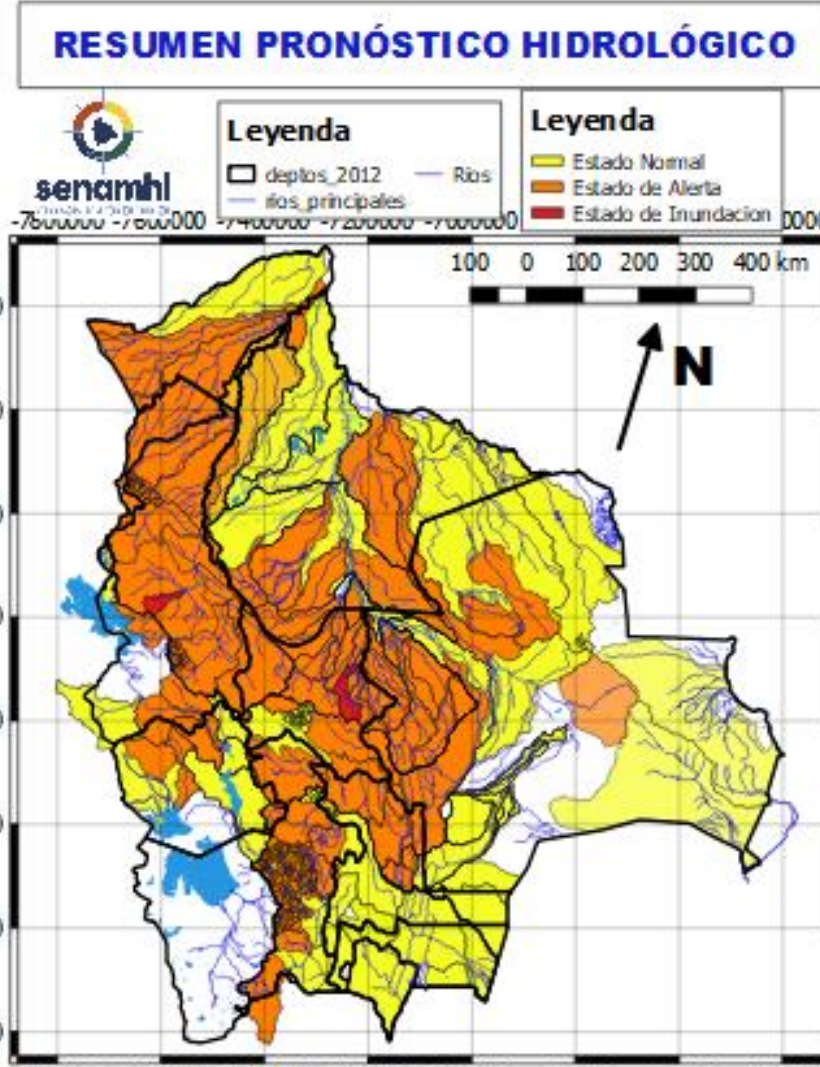 RESUMEN PRONÓSTICO HIDROLÓGICO
senamhi
Leyenda
deptos_2012
Rios
rios_principales
Leyenda
Estado Normal
Estado de Alerta
Estado de Inundacion
-7800000 -7600000 -7400000 -7200000 -7000000
100 0 100 200 300 400 km
N